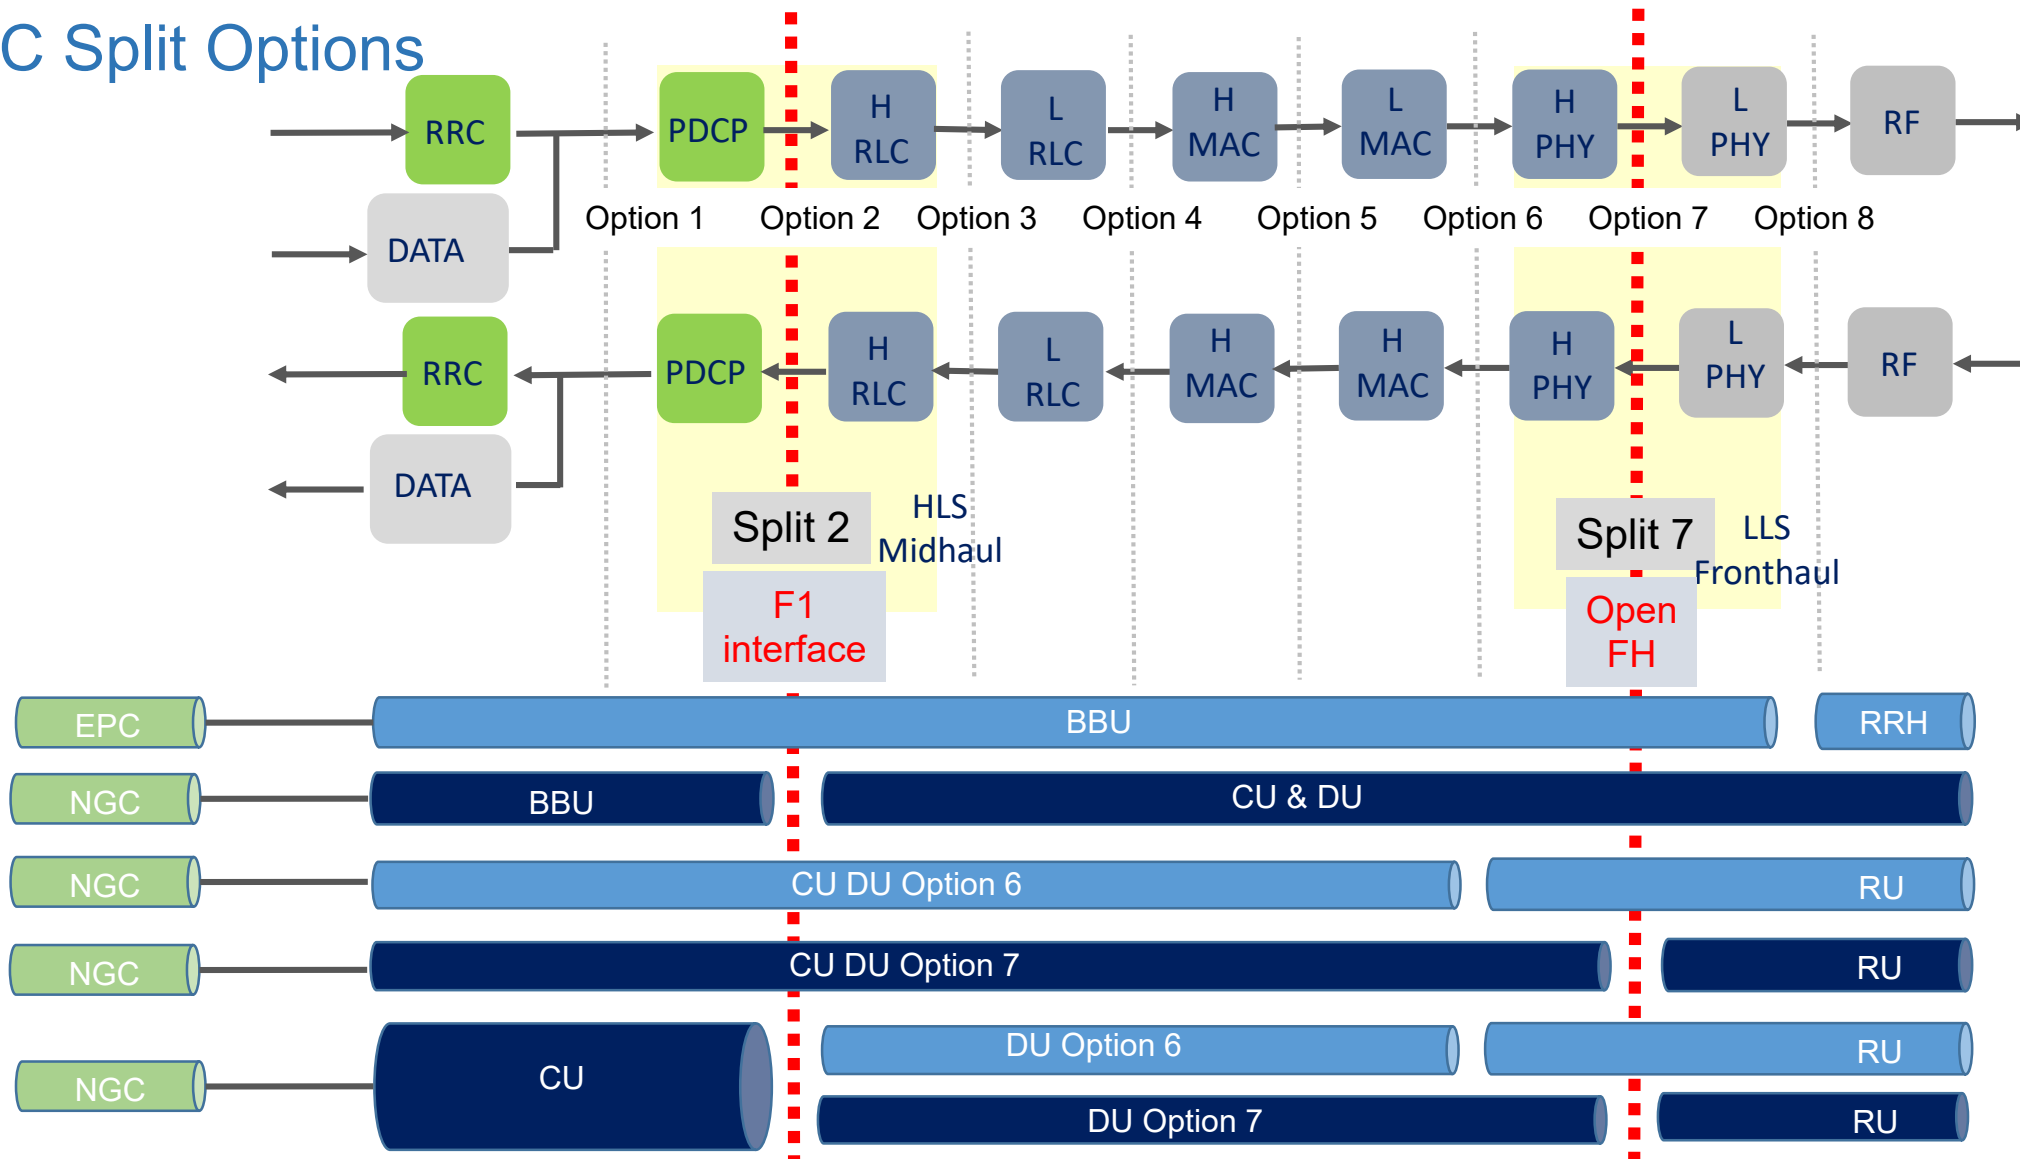 C Split Options
RRC
PDCP
H
RLC
L
RLC
H
MAC
L
MAC
H
PHY
L
PHY
RF
DATA
Option 1
Option 2
Option 3
Option 4
Option 5
Option 6
Option 7
Option 8
RRC
PDCP
H
RLC
L
RLC
H
MAC
H
MAC
H
PHY
L
PHY
RF
DATA
Split 2
HLS
Midhaul
F1
interface
Split 7
LLS
Fronthaul
Open
FH
EPC
BBU
RRH
NGC
BBU
CU & DU
NGC
CU DU Option 6
RU
NGC
CU DU Option 7
RU
NGC
CU
DU Option 6
RU
DU Option 7
RU